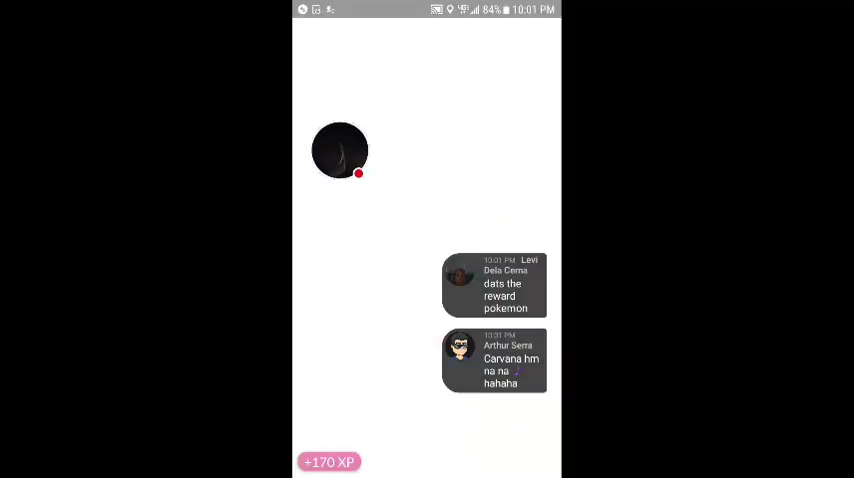 84% 10:01 PM
10:01 PM Levi
Dela Cerna
dats the
reward
pokemon
10:01 PM
Arthur Serra
Carvana hm
na na
hahaha
+170 XP